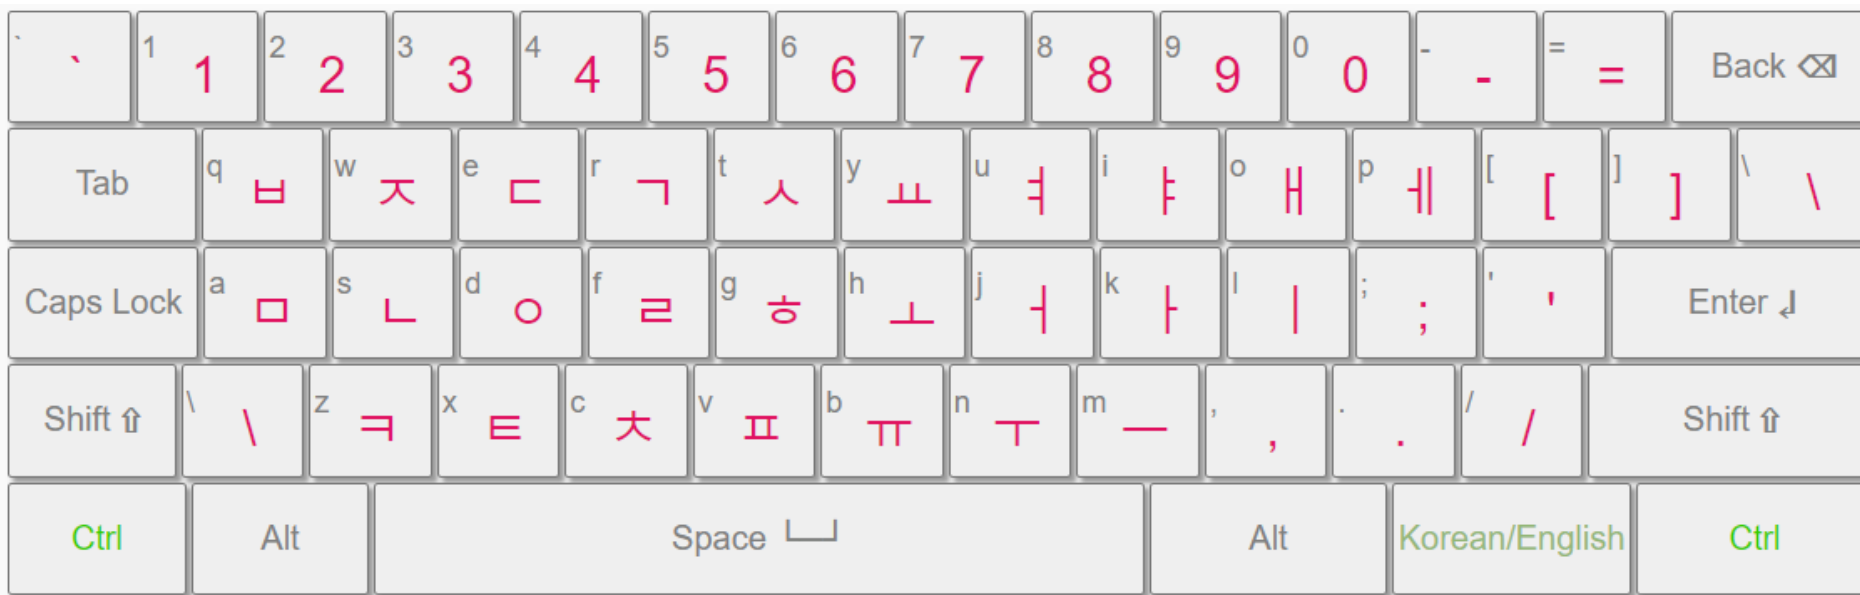 ` ` 1 1 2 2 3 3 4 4 5 5 6 6 7 7 8 8 9 9 0 0 - - = = Back ⌫
Tab q ㅂ w ㅈ e ㄷ r ㄱ t ㅅ y ㅛ u ㅕ i ㅑ o ㅐ p ㅔ [ [ ] ] \ \
Caps Lock a ㅁ s ㄴ d ㅇ f ㄹ g ㅎ h ㅗ j ㅓ k ㅏ l ㅣ ; ; ' ' Enter ↲
Shift ⇧ \ \ z ㅋ x ㅌ c ㅊ v ㅍ b ㅠ n ㅜ m ㅡ , , . . / / Shift ⇧
Ctrl Alt Space Alt Korean/English Ctrl